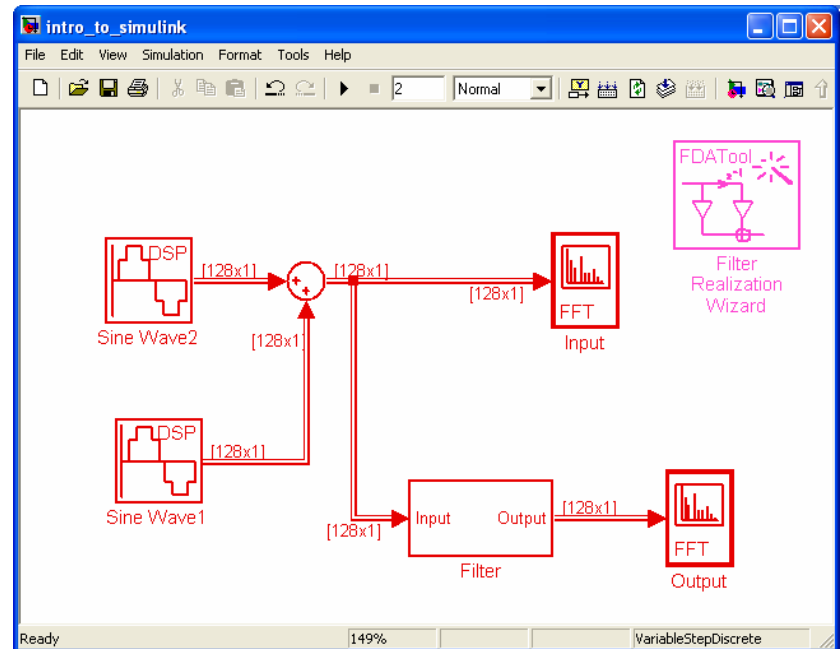 intro_to_simulink
File Edit View Simulation Format Tools Help
2 Normal
FDATool
z-1
Filter
Realization
Wizard
DSP
[128x1]
[128x1]
[128x1]
FFT
Sine Wave2
[128x1]
Input
DSP
[128x1]
Sine Wave1
[128x1]
Input Output
[128x1]
FFT
Filter
Output
Ready 149% VariableStepDiscrete